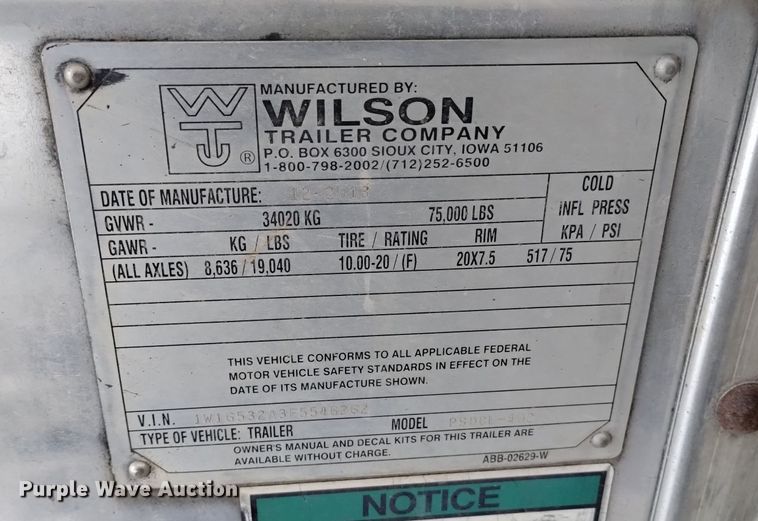 MANUFACTURED BY:
WILSON
TRAILER COMPANY
P.O. BOX 6300 SIOUX CITY, IOWA 51106
1-800-798-2002/(712)252-6500
WT ®
DATE OF MANUFACTURE:
COLD
INFL PRESS
KPA / PSI
GVWR - 34020 KG 75,000 LBS
GAWR - KG / LBS TIRE / RATING RIM
(ALL AXLES) 8,636 / 19,040 10.00-20 / (F) 20X7.5 517 / 75
THIS VEHICLE CONFORMS TO ALL APPLICABLE FEDERAL
MOTOR VEHICLE SAFETY STANDARDS IN EFFECT ON THE
DATE OF ITS MANUFACTURE SHOWN.
V.I.N. MODEL
TYPE OF VEHICLE: TRAILER
OWNER'S MANUAL AND DECAL KITS FOR THIS TRAILER ARE
AVAILABLE WITHOUT CHARGE. ABB-02629-W
NOTICE
Purple Wave Auction